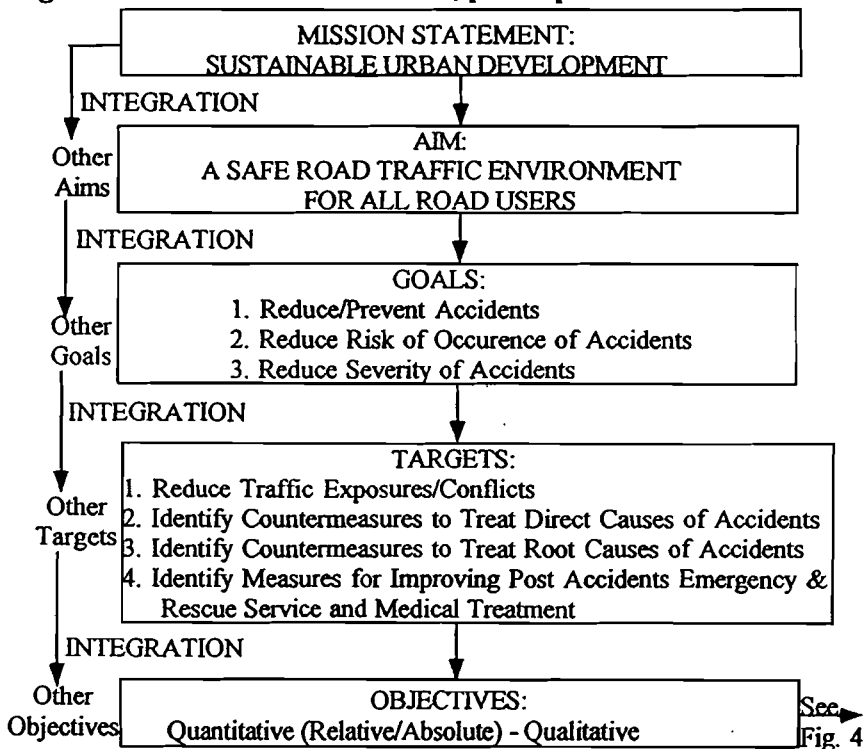 MISSION STATEMENT:
SUSTAINABLE URBAN DEVELOPMENT
INTEGRATION
Other
Aims
AIM:
A SAFE ROAD TRAFFIC ENVIRONMENT
FOR ALL ROAD USERS
INTEGRATION
Other
Goals
GOALS:
1. Reduce/Prevent Accidents
2. Reduce Risk of Occurence of Accidents
3. Reduce Severity of Accidents
INTEGRATION
Other
Targets
TARGETS:
1. Reduce Traffic Exposures/Conflicts
2. Identify Countermeasures to Treat Direct Causes of Accidents
3. Identify Countermeasures to Treat Root Causes of Accidents
4. Identify Measures for Improving Post Accidents Emergency &
Rescue Service and Medical Treatment
INTEGRATION
Other
Objectives
OBJECTIVES:
Quantitative (Relative/Absolute) - Qualitative
See
Fig. 4